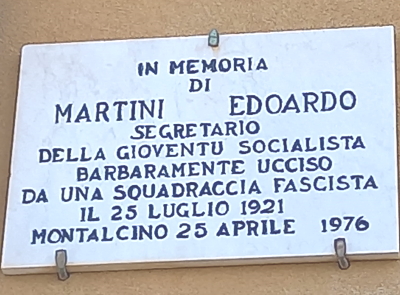 IN MEMORIA
DI
MARTINI EDOARDO
SEGRETARIO
DELLA GIOVENTÙ SOCIALISTA
BARBARAMENTE UCCISO
DA UNA SQUADRACCIA FASCISTA
IL 25 LUGLIO 1921
MONTALCINO 25 APRILE 1976